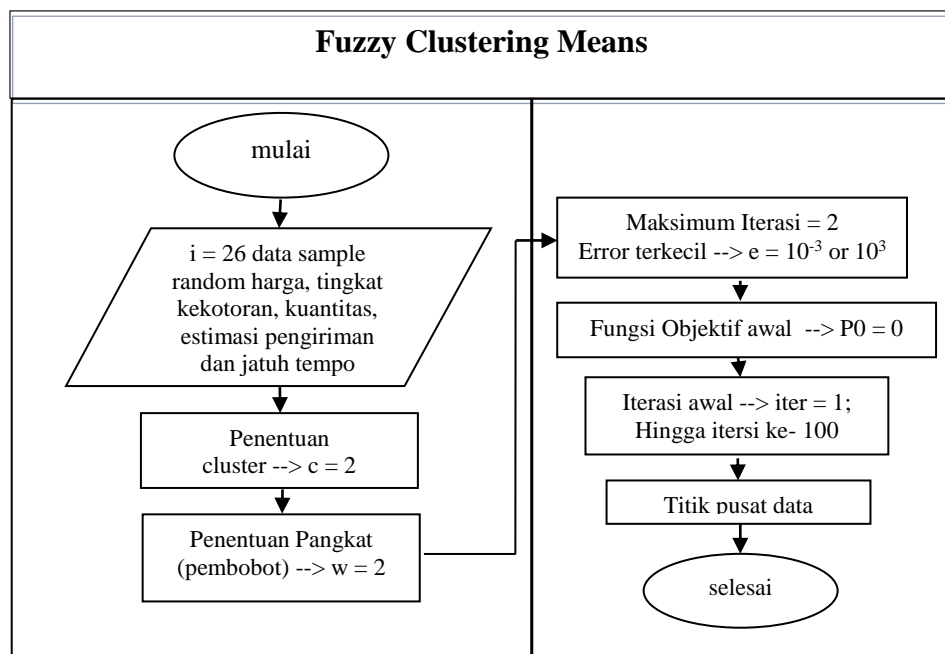 Fuzzy Clustering Means
mulai
i = 26 data sample
random harga, tingkat
kekotoran, kuantitas,
estimasi pengiriman
dan jatuh tempo
Penentuan
cluster --> c = 2
Penentuan Pangkat
(pembobot) --> w = 2
Maksimum Iterasi = 2
Error terkecil --> e = 10⁻³ or 10³
Fungsi Objektif awal --> P0 = 0
Iterasi awal --> iter = 1;
Hingga itersi ke- 100
Titik pusat data
selesai